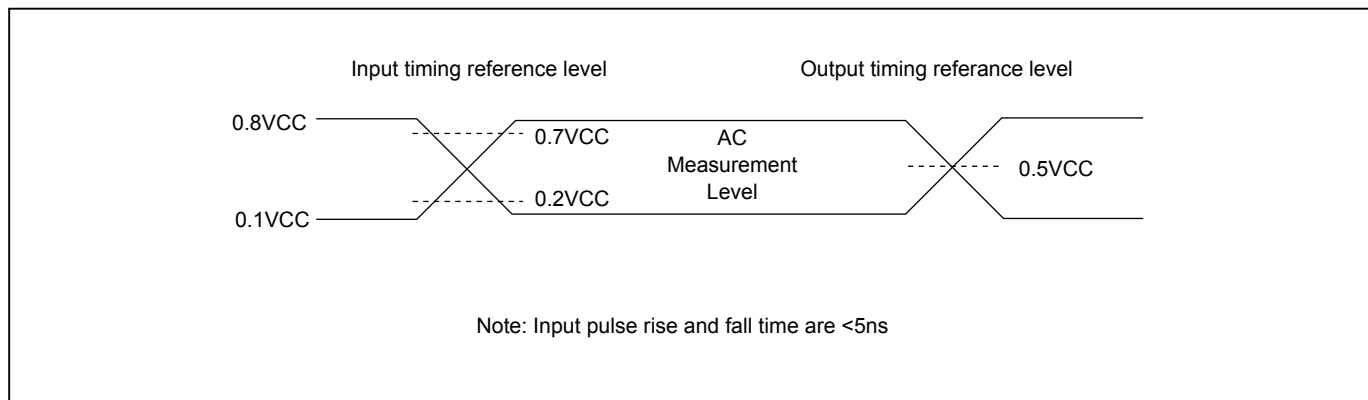 Input timing reference level
Output timing referance level
0.8VCC
0.7VCC
AC
Measurement
Level
0.5VCC
0.2VCC
0.1VCC
Note: Input pulse rise and fall time are <5ns